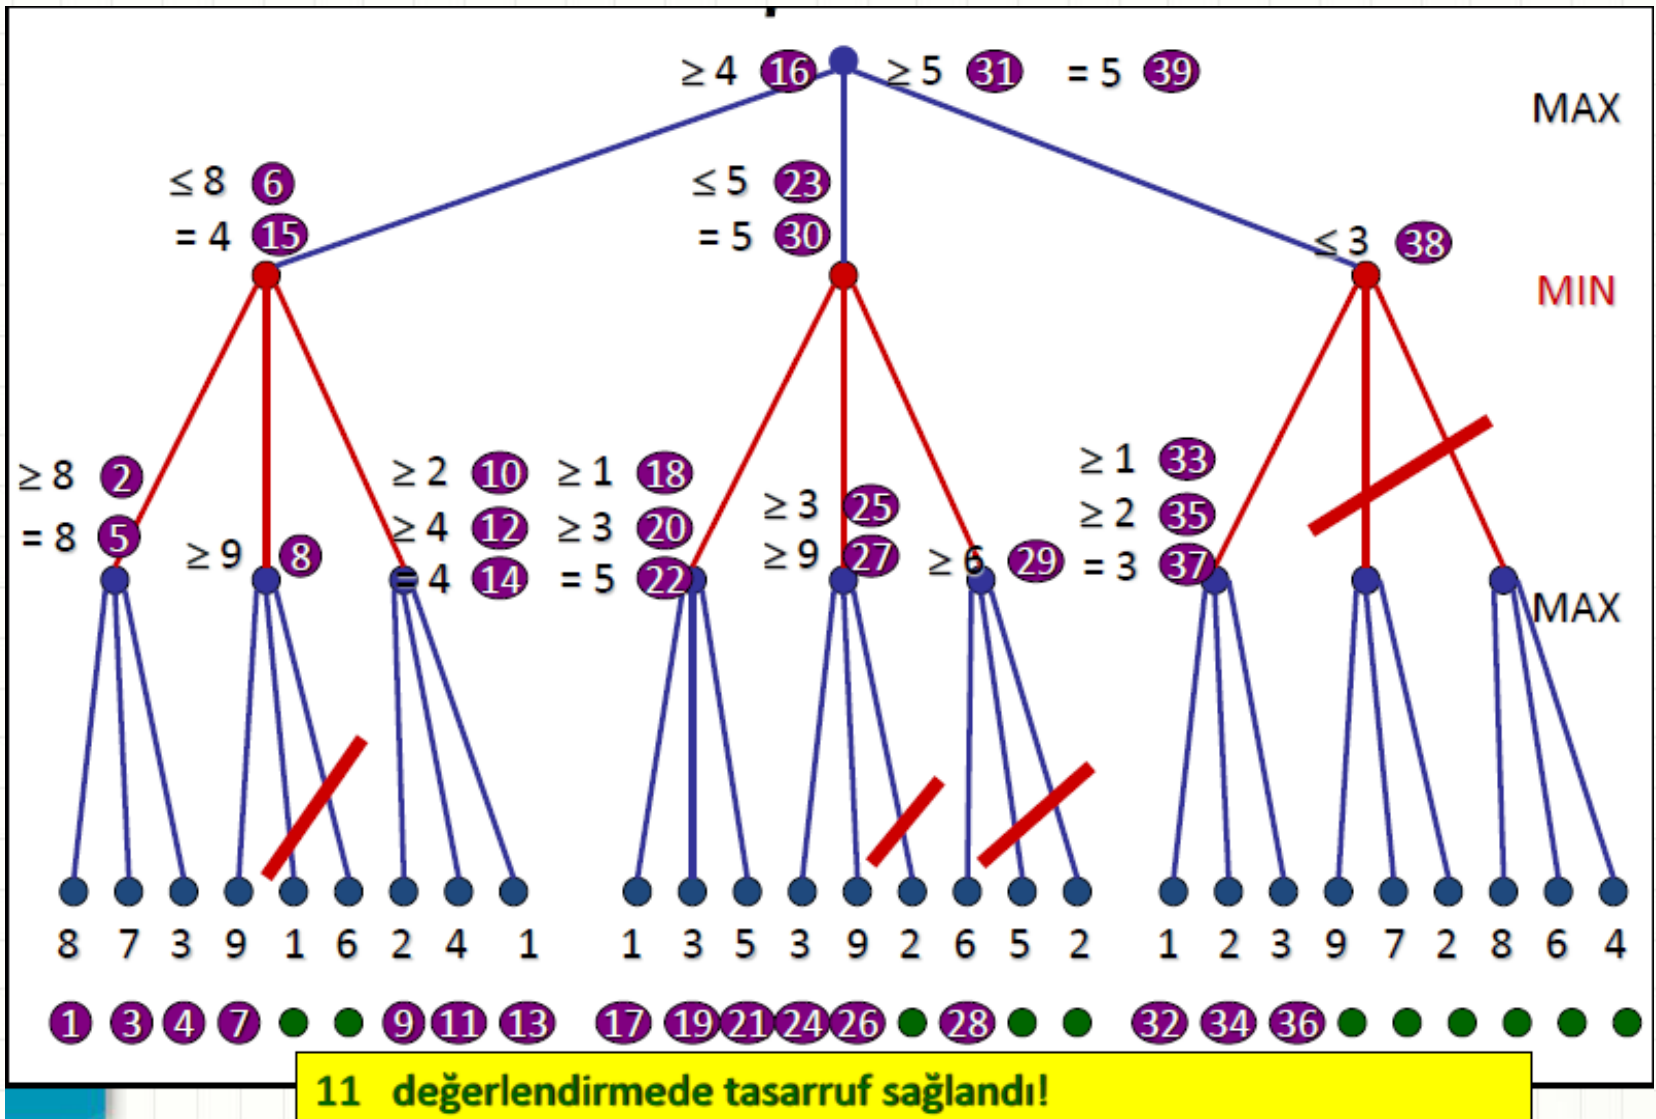 ≥ 4 16 ≥ 5 31 = 5 39
MAX
≤ 8 6 ≤ 5 23
= 4 15 = 5 30 ≤ 3 38
MIN
≥ 8 2 ≥ 2 10 ≥ 1 18 ≥ 3 25 ≥ 1 33
= 8 5 ≥ 9 8 ≥ 4 12 ≥ 3 20 ≥ 9 27 ≥ 6 29 ≥ 2 35
= 4 14 = 5 22 = 3 37
MAX
8 7 3 9 1 6 2 4 1 1 3 5 3 9 2 6 5 2 1 2 3 9 7 2 8 6 4
1 3 4 7 9 11 13 17 19 21 24 26 28 32 34 36
11 değerlendirmede tasarruf sağlandı!